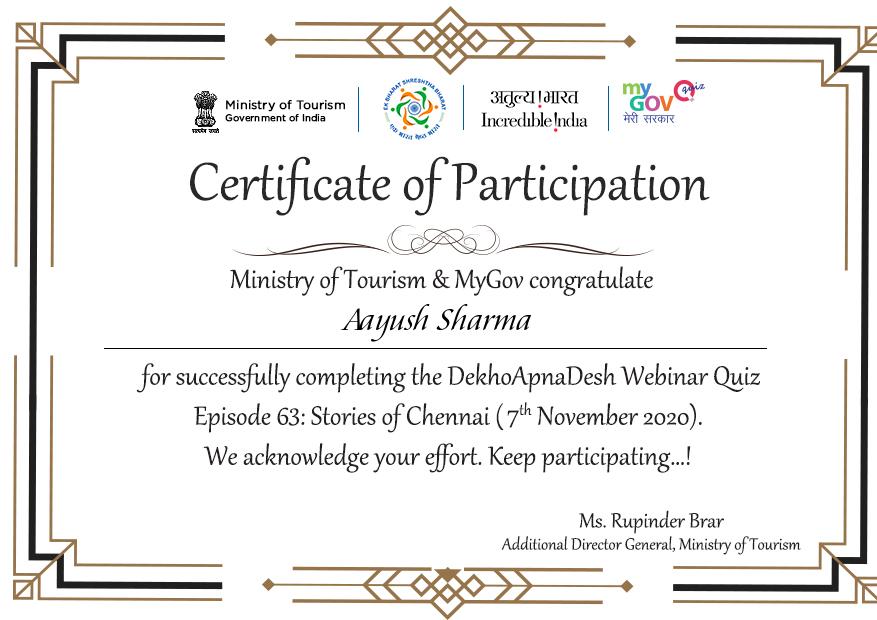 Ministry of Tourism
Government of India
सत्यमेव जयते
EK BHARAT SHRESHTHA BHARAT
एक भारत श्रेष्ठ भारत
अतुल्य!भारत
Incredible!ndia
my quiz
GOV
मेरी सरकार
Certificate of Participation
Ministry of Tourism & MyGov congratulate
Aayush Sharma
for successfully completing the DekhoApnaDesh Webinar Quiz
Episode 63: Stories of Chennai (7th November 2020).
We acknowledge your effort. Keep participating...!
Ms. Rupinder Brar
Additional Director General, Ministry of Tourism